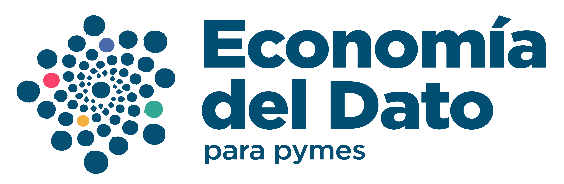 Economía
del Dato
para pymes